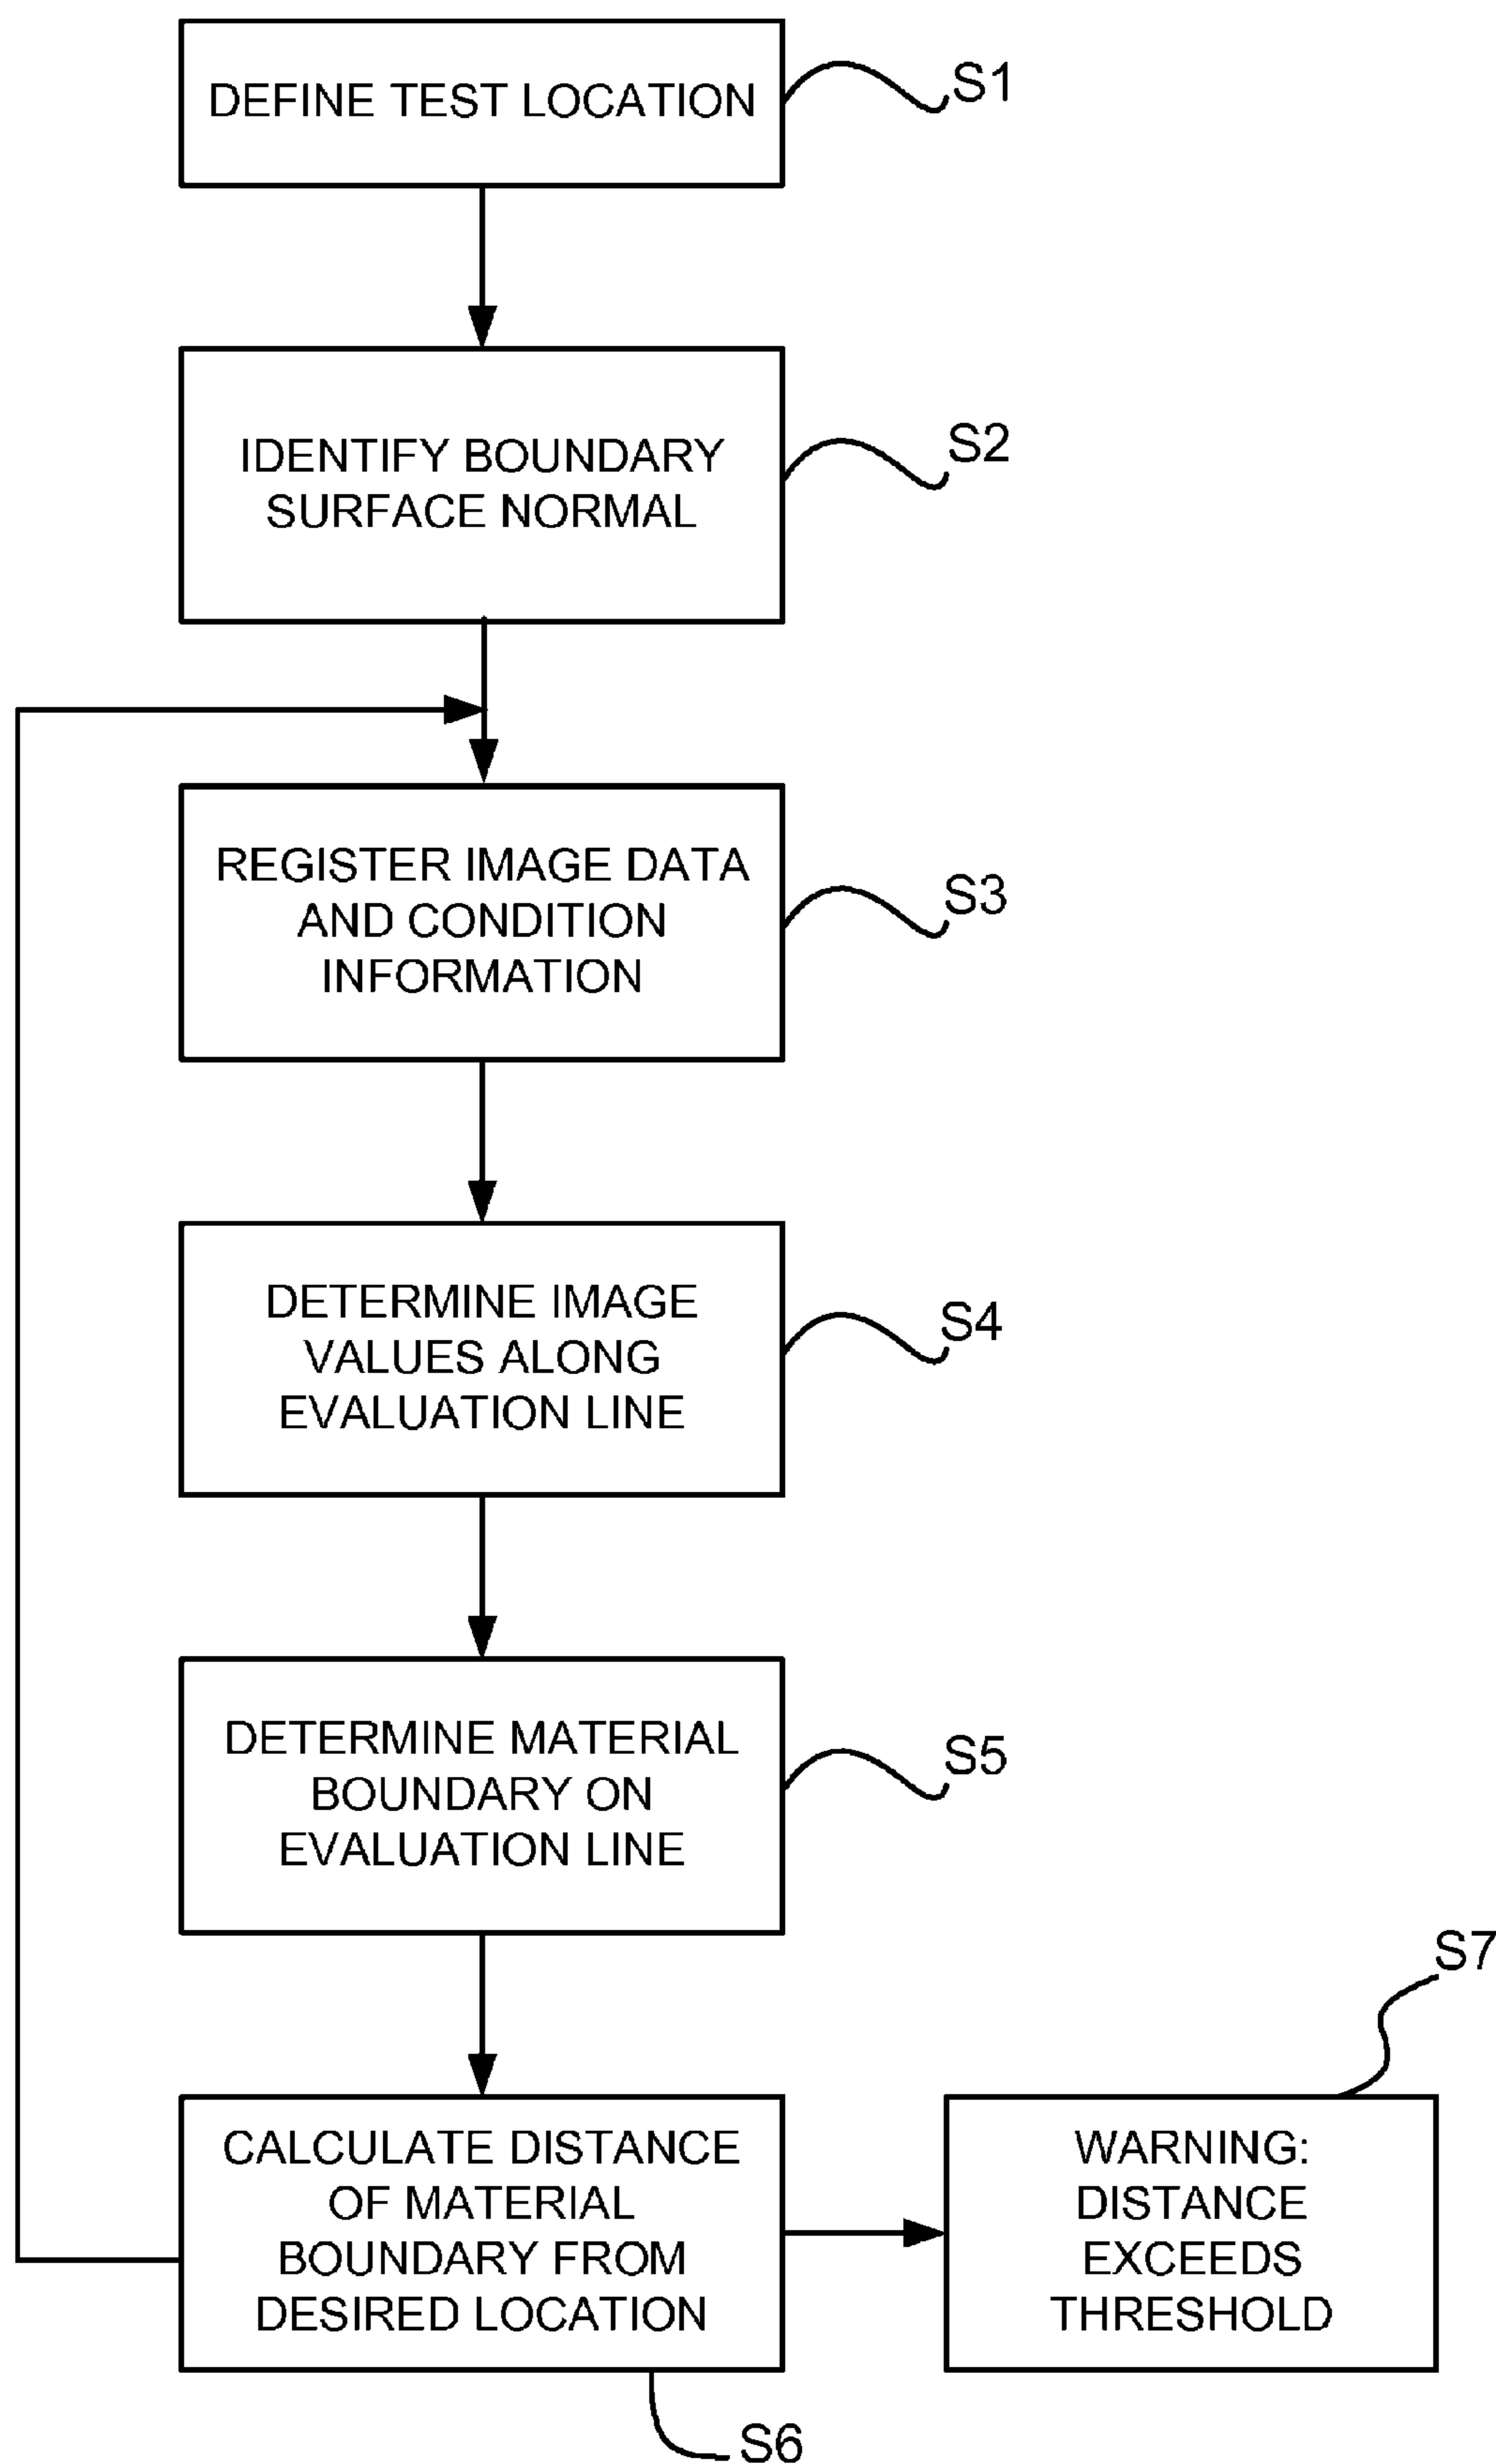 DEFINE TEST LOCATION
S1
IDENTIFY BOUNDARY
SURFACE NORMAL
S2
REGISTER IMAGE DATA
AND CONDITION
INFORMATION
S3
DETERMINE IMAGE
VALUES ALONG
EVALUATION LINE
S4
DETERMINE MATERIAL
BOUNDARY ON
EVALUATION LINE
S5
CALCULATE DISTANCE
OF MATERIAL
BOUNDARY FROM
DESIRED LOCATION
S6
S7
WARNING:
DISTANCE
EXCEEDS
THRESHOLD